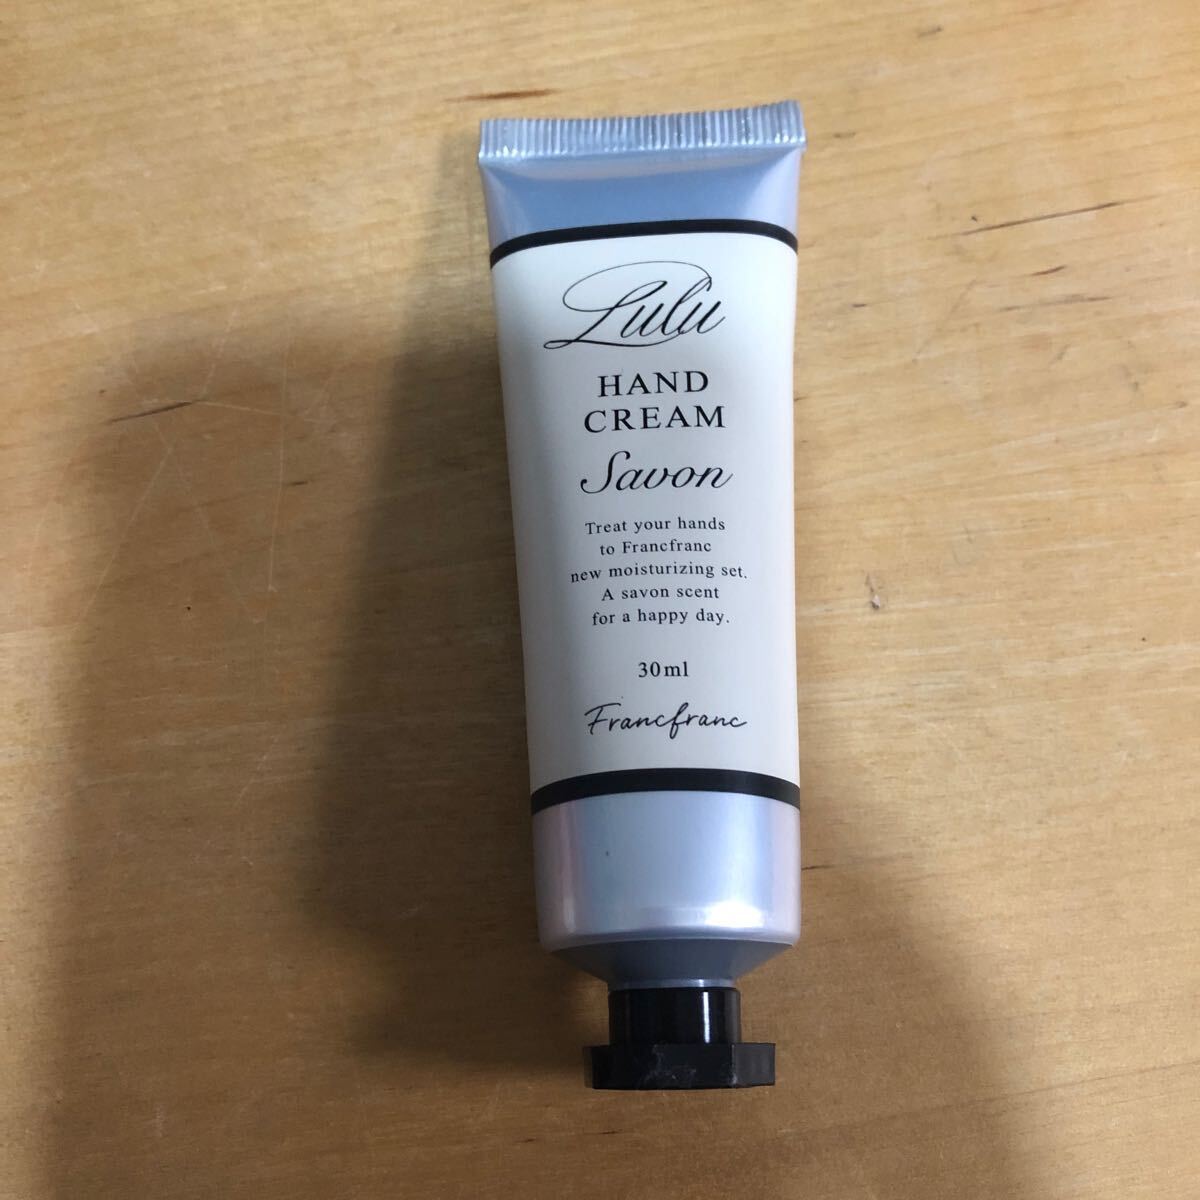 Lulu
HAND
CREAM
Savon
Treat your hands
to Francfranc
new moisturizing set.
A savon scent
for a happy day.
30ml
Francfranc